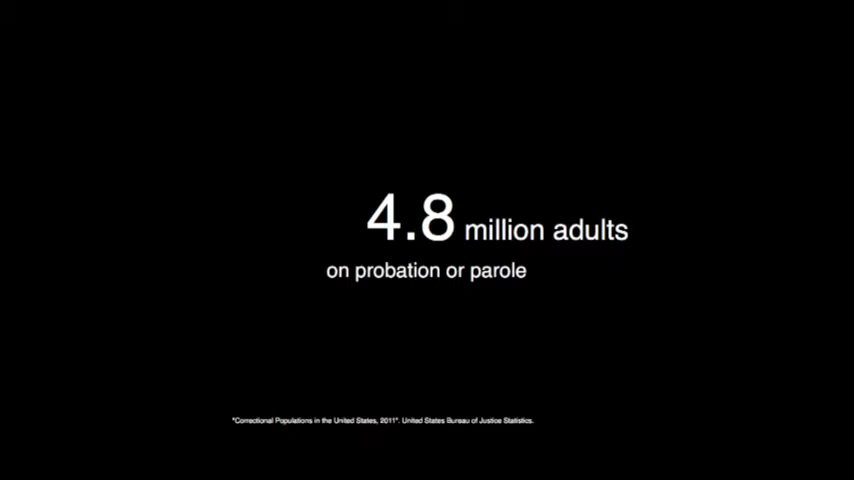 4.8 million adults
on probation or parole
"Correctional Populations in the United States, 2011". United States Bureau of Justice Statistics.